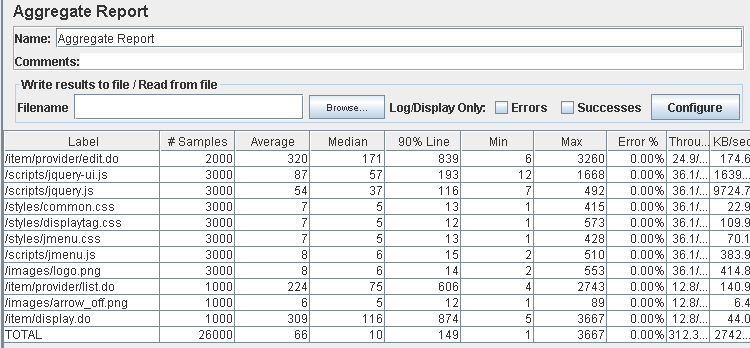 Aggregate Report
Name: Aggregate Report
Comments:
Write results to file / Read from file
Filename Browse... Log/Display Only: Errors Successes Configure
Label # Samples Average Median 90% Line Min Max Error % Throu... KB/sec
/item/provider/edit.do 2000 320 171 839 6 3260 0.00% 24.9/... 174.6
/scripts/jquery-ui.js 3000 87 57 193 12 1668 0.00% 36.1/... 1639...
/scripts/jquery.js 3000 54 37 116 7 492 0.00% 36.1/... 9724.7
/styles/common.css 3000 7 5 13 1 415 0.00% 36.1/... 22.9
/styles/displaytag.css 3000 7 5 12 1 573 0.00% 36.1/... 109.9
/styles/jmenu.css 3000 7 5 13 1 428 0.00% 36.1/... 70.1
/scripts/jmenu.js 3000 8 6 15 2 510 0.00% 36.1/... 383.9
/images/logo.png 3000 8 6 14 2 553 0.00% 36.1/... 414.8
/item/provider/list.do 1000 224 75 606 4 2743 0.00% 12.8/... 140.9
/images/arrow_off.png 1000 6 5 12 1 89 0.00% 12.8/... 6.4
/item/display.do 1000 309 116 874 5 3667 0.00% 12.8/... 44.0
TOTAL 26000 66 10 149 1 3667 0.00% 312.3... 2742...